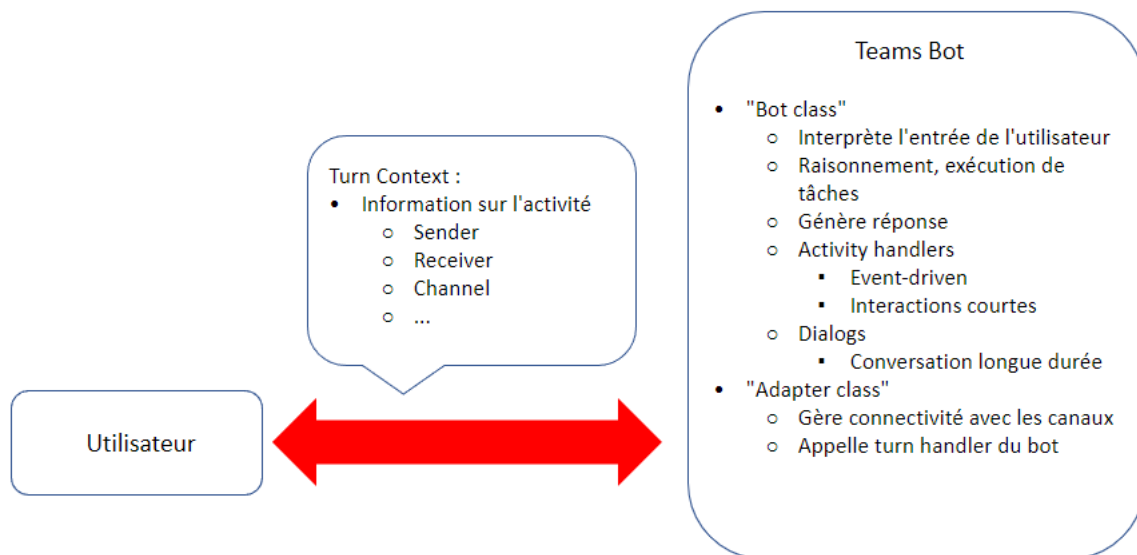 Teams Bot
• "Bot class"
o Interprète l'entrée de l'utilisateur
o Raisonnement, exécution de
tâches
o Génère réponse
o Activity handlers
▪ Event-driven
▪ Interactions courtes
o Dialogs
▪ Conversation longue durée
• "Adapter class"
o Gère connectivité avec les canaux
o Appelle turn handler du bot
Turn Context :
• Information sur l'activité
o Sender
o Receiver
o Channel
o ...
Utilisateur